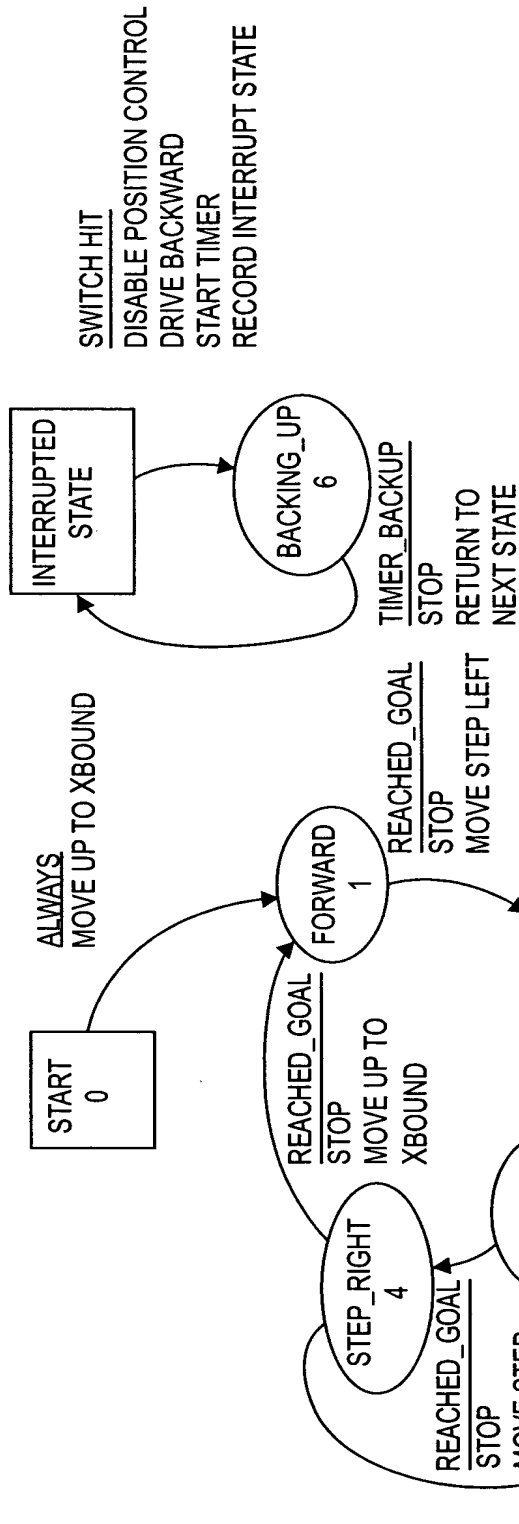 START
0
ALWAYS
MOVE UP TO XBOUND
INTERRUPTED
STATE
SWITCH HIT
DISABLE POSITION CONTROL
DRIVE BACKWARD
START TIMER
RECORD INTERRUPT STATE
BACKING_UP
6
TIMER_BACKUP
STOP
RETURN TO
NEXT STATE
FORWARD
1
REACHED_GOAL
STOP
MOVE STEP LEFT
REACHED_GOAL
STOP
MOVE UP TO
XBOUND
STEP_RIGHT
4
REACHED_GOAL
STOP
MOVE STEP